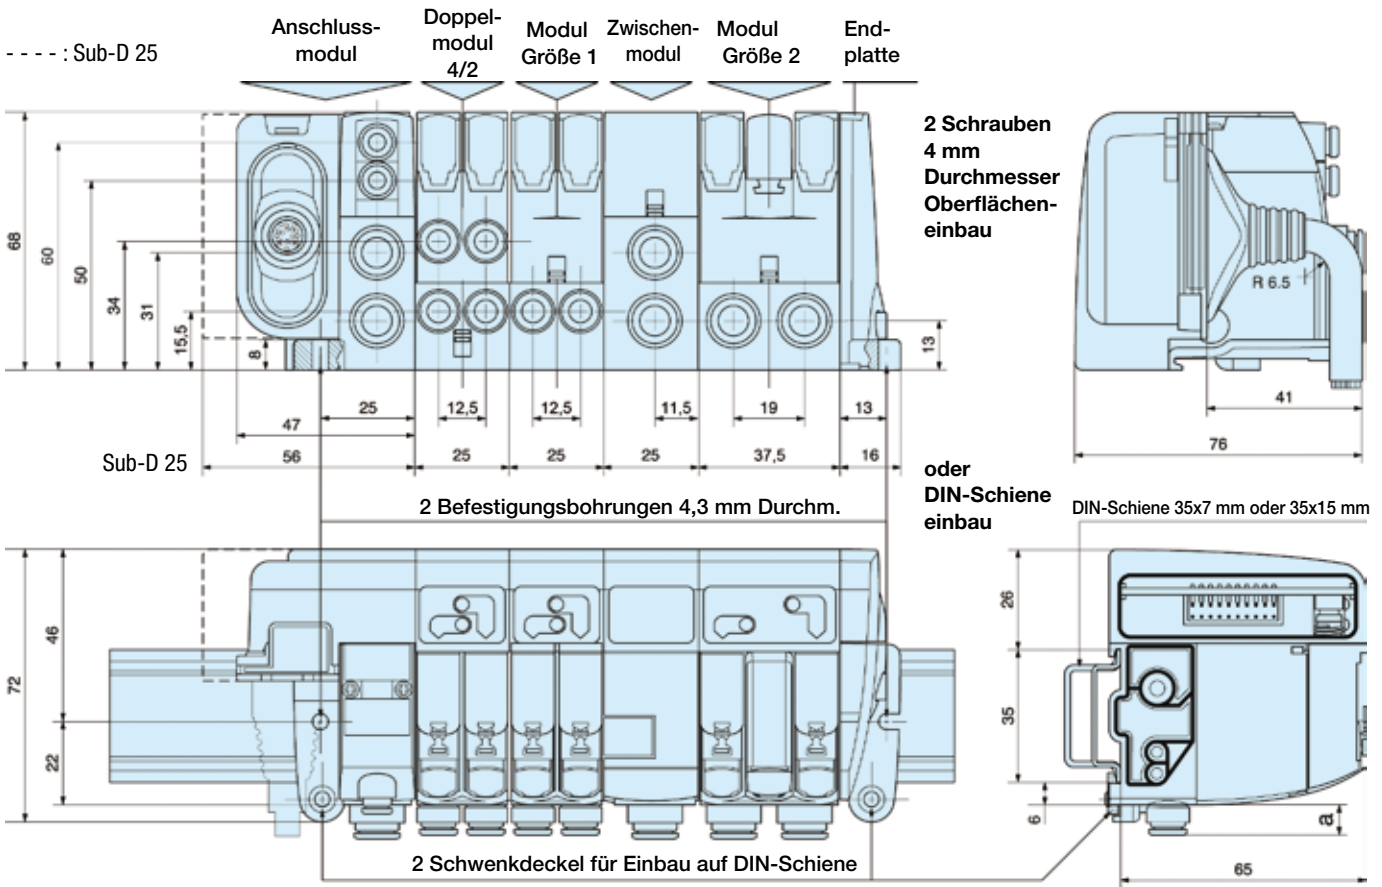 - - - - : Sub-D 25
Anschluss-
modul
Doppel-
modul
4/2
Modul
Größe 1
Zwischen-
modul
Modul
Größe 2
End-
platte
2 Schrauben
4 mm
Durchmesser
Oberflächen-
einbau
68
60
50
34
31
15,5
8
13
R 6.5
25
12,5
12,5
11,5
19
13
41
47
76
Sub-D 25
56
25
25
25
37,5
16
oder
DIN-Schiene
einbau
2 Befestigungsbohrungen 4,3 mm Durchm.
DIN-Schiene 35x7 mm oder 35x15 mm
72
46
22
26
35
6
a
65
2 Schwenkdeckel für Einbau auf DIN-Schiene